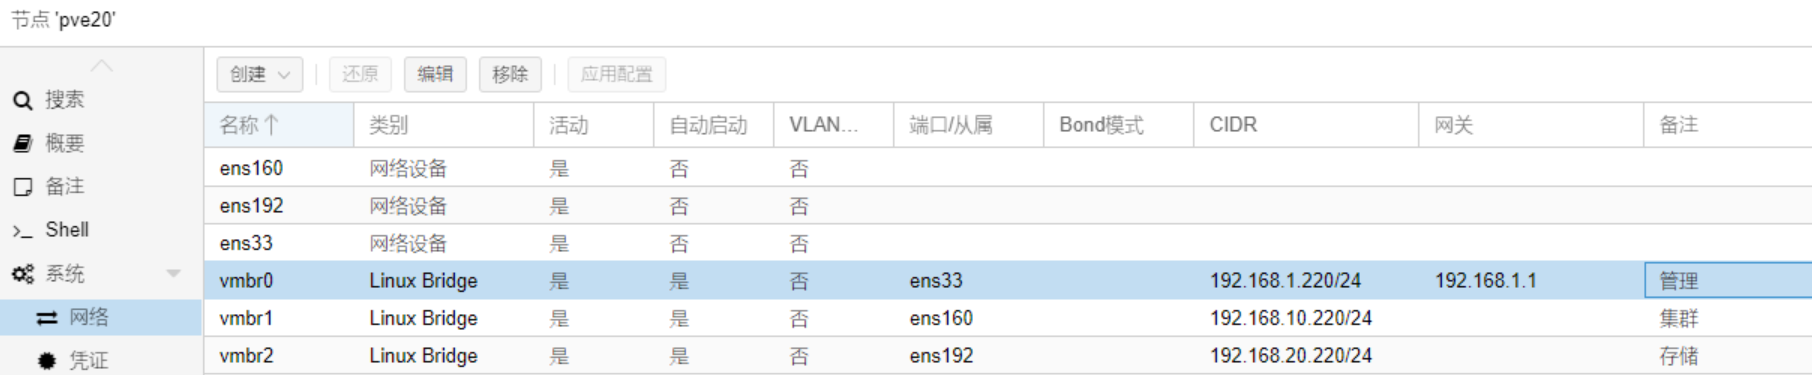 节点 'pve20'
搜索
概要
备注
Shell
系统
网络
凭证
创建 还原 编辑 移除 应用配置
名称↑ 类别 活动 自动启动 VLAN... 端口/从属 Bond模式 CIDR 网关 备注
ens160 网络设备 是 否 否
ens192 网络设备 是 否 否
ens33 网络设备 是 否 否
vmbr0 Linux Bridge 是 是 否 ens33 192.168.1.220/24 192.168.1.1 管理
vmbr1 Linux Bridge 是 是 否 ens160 192.168.10.220/24 集群
vmbr2 Linux Bridge 是 是 否 ens192 192.168.20.220/24 存储